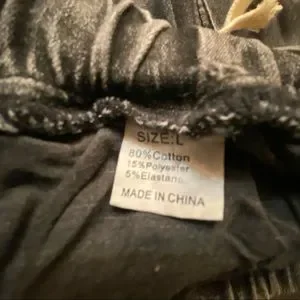 SIZE:L
80%Cotton
15%Polyester
5%Elastane
MADE IN CHINA